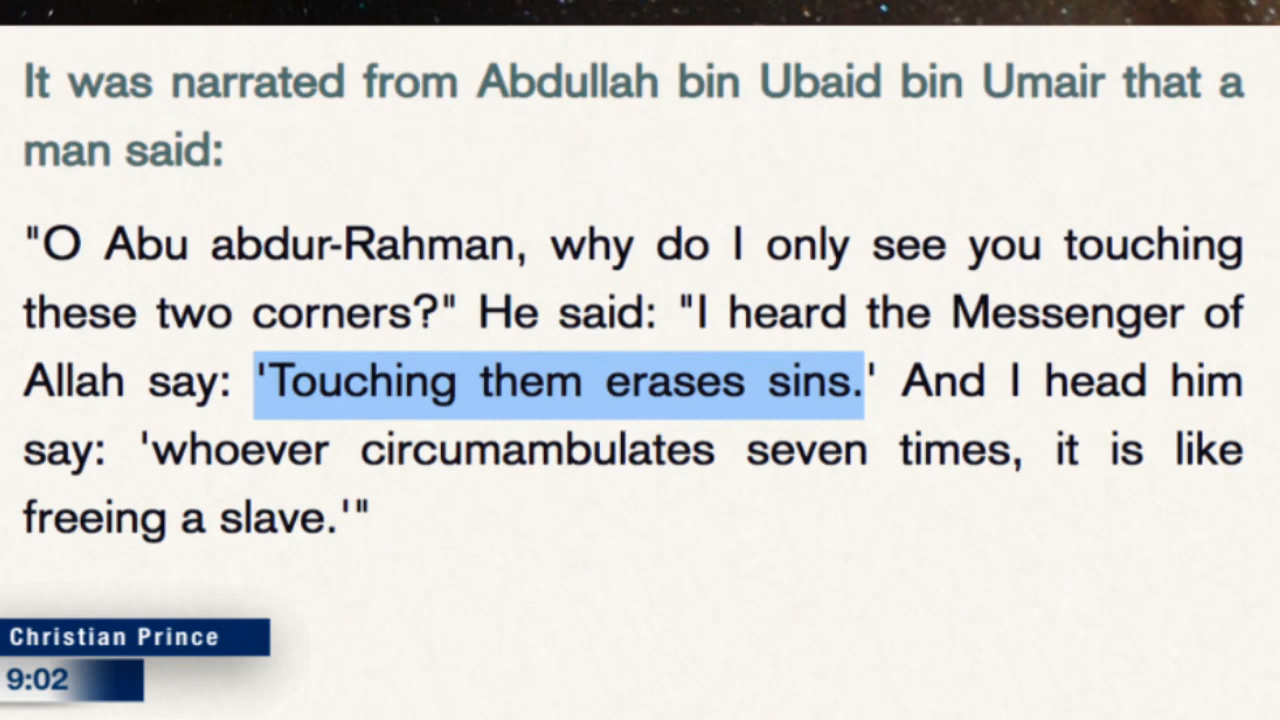 It was narrated from Abdullah bin Ubaid bin Umair that a
man said:
"O Abu abdur-Rahman, why do I only see you touching
these two corners?" He said: "I heard the Messenger of
Allah say: 'Touching them erases sins.' And I head him
say: 'whoever circumambulates seven times, it is like
freeing a slave.'"
Christian Prince
9:02